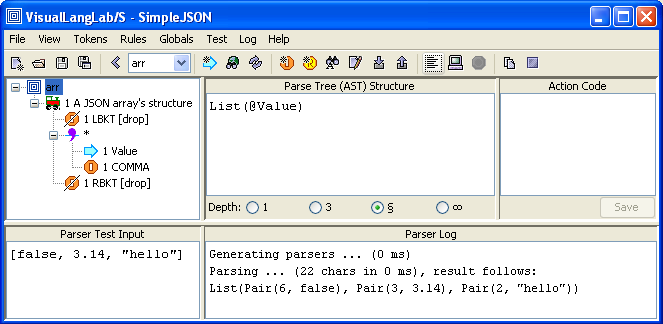 VisualLangLab/S - SimpleJSON
File View Tokens Rules Globals Test Log Help
arr
arr
1 A JSON array's structure
1 LBKT [drop]
*
1 Value
1 COMMA
1 RBKT [drop]
Parse Tree (AST) Structure
List(@Value)
Depth: 1 3 § ∞
Action Code
Save
Parser Test Input
[false, 3.14, "hello"]
Parser Log
Generating parsers ... (0 ms)
Parsing ... (22 chars in 0 ms), result follows:
List(Pair(6, false), Pair(3, 3.14), Pair(2, "hello"))